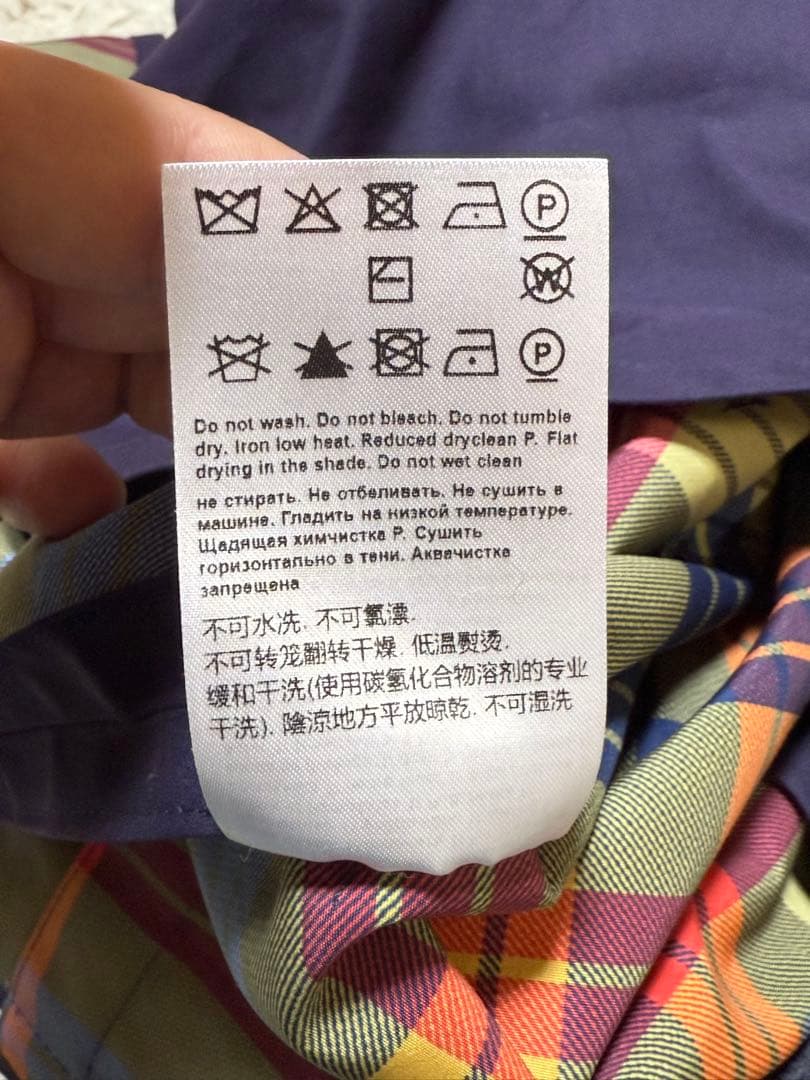 P
W
P
Do not wash. Do not bleach. Do not tumble
dry. Iron low heat. Reduced dryclean P. Flat
drying in the shade. Do not wet clean
не стирать. Не отбеливать. Не сушить в
машине. Гладить на низкой температуре.
Щадящая химчистка Р. Сушить
горизонтально в тени. Аквачистка
запрещена
不可水洗. 不可氯漂.
不可转笼翻转干燥. 低温熨烫.
缓和干洗(使用碳氢化合物溶剂的专业
干洗). 陰涼地方平放晾乾. 不可湿洗